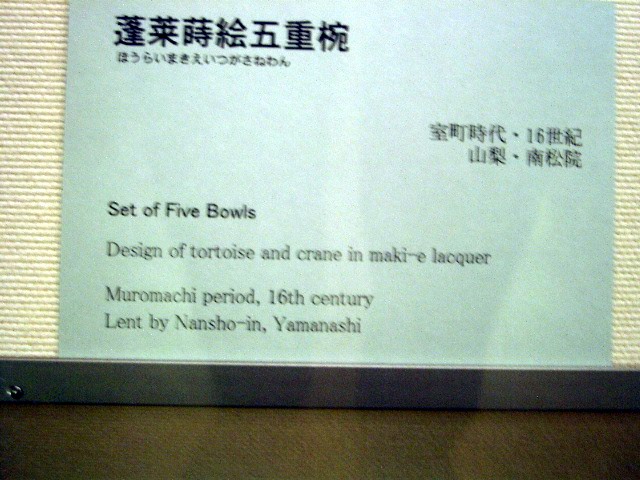 蓬莱蒔絵五重椀
ほうらいまきえいつがさねわん
室町時代・16世紀
山梨・南松院
Set of Five Bowls
Design of tortoise and crane in maki-e lacquer
Muromachi period, 16th century
Lent by Nansho-in, Yamanashi